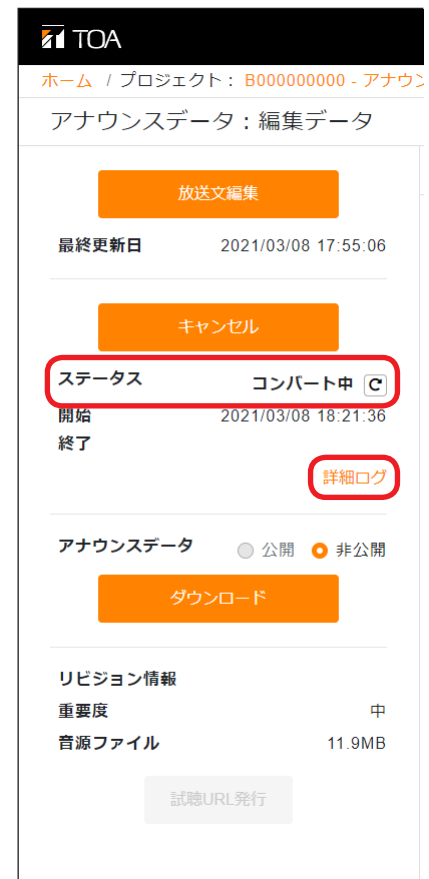 TOA
ホーム / プロジェクト： B000000000 - アナウン
アナウンスデータ：編集データ
放送文編集
最終更新日 2021/03/08 17:55:06
キャンセル
ステータス コンバート中
開始 2021/03/08 18:21:36
終了
詳細ログ
アナウンスデータ 公開 非公開
ダウンロード
リビジョン情報
重要度 中
音源ファイル 11.9MB
試聴URL発行